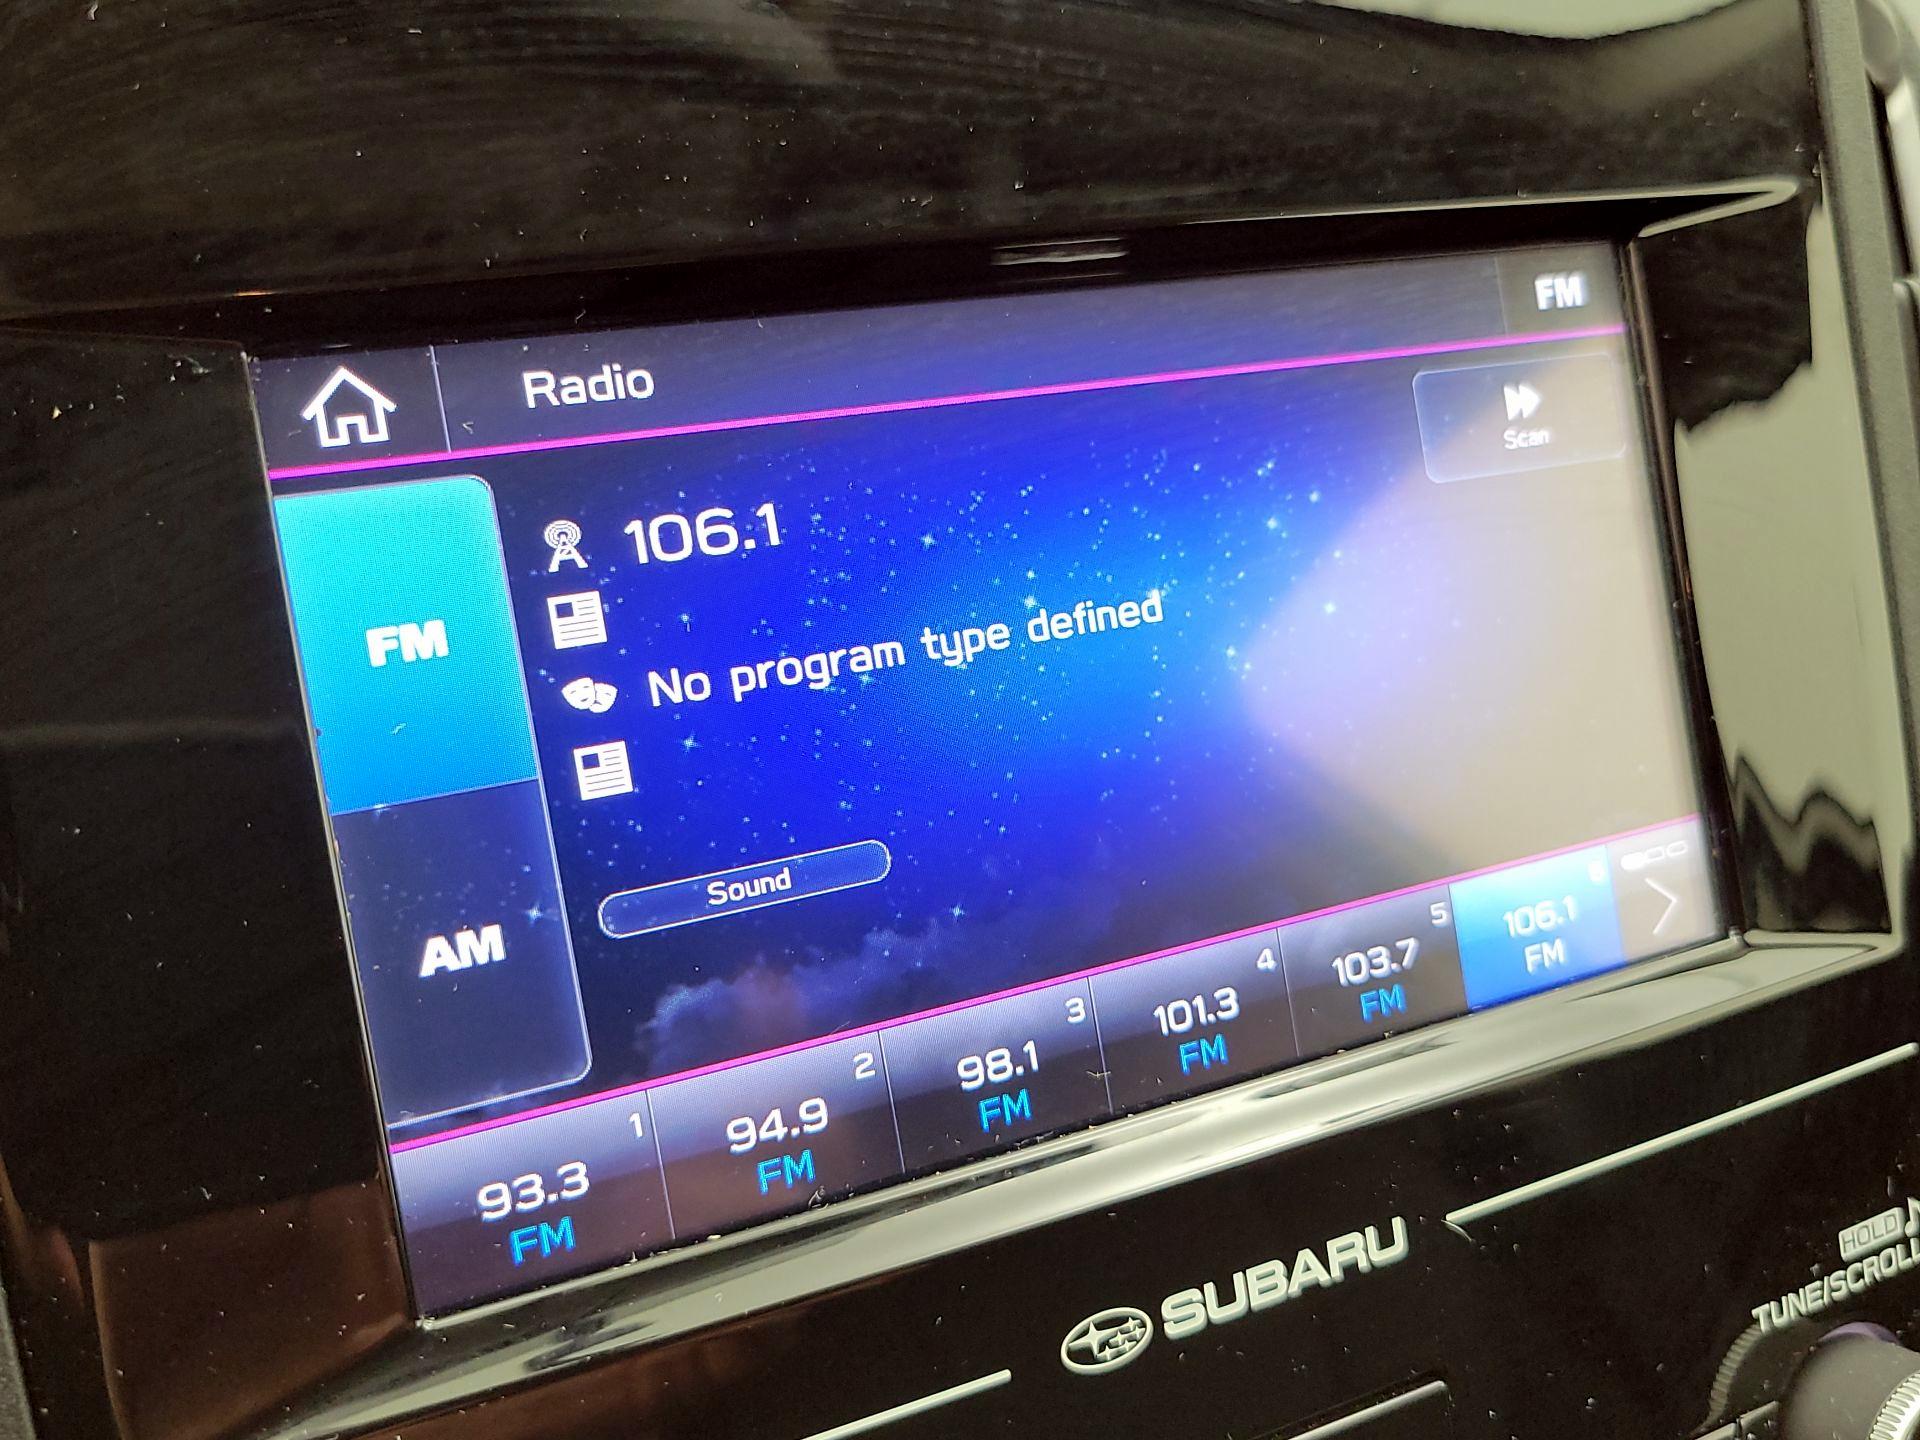 Radio
FM
Scan
FM
106.1
No program type defined
AM
Sound
1
93.3
FM
2
94.9
FM
3
98.1
FM
4
101.3
FM
5
103.7
FM
6
106.1
FM
SUBARU
HOLD
TUNE/SCROLL